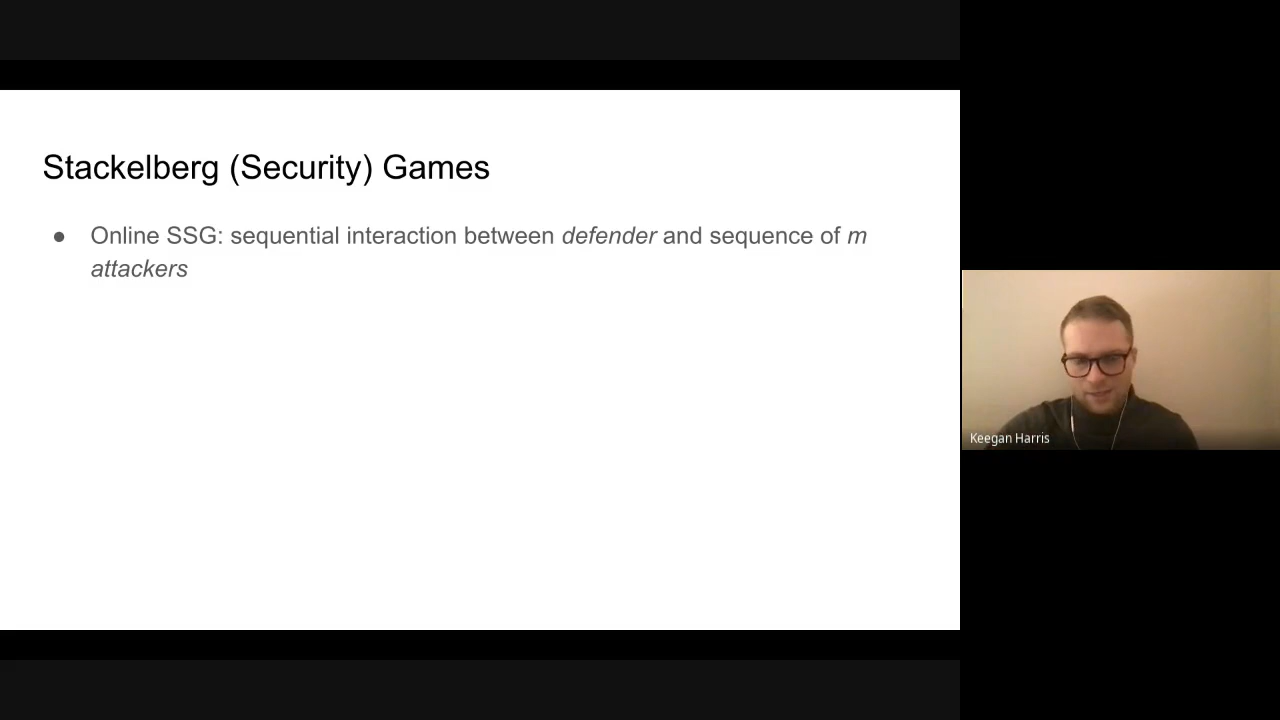 Stackelberg (Security) Games
● Online SSG: sequential interaction between defender and sequence of m
attackers
Keegan Harris